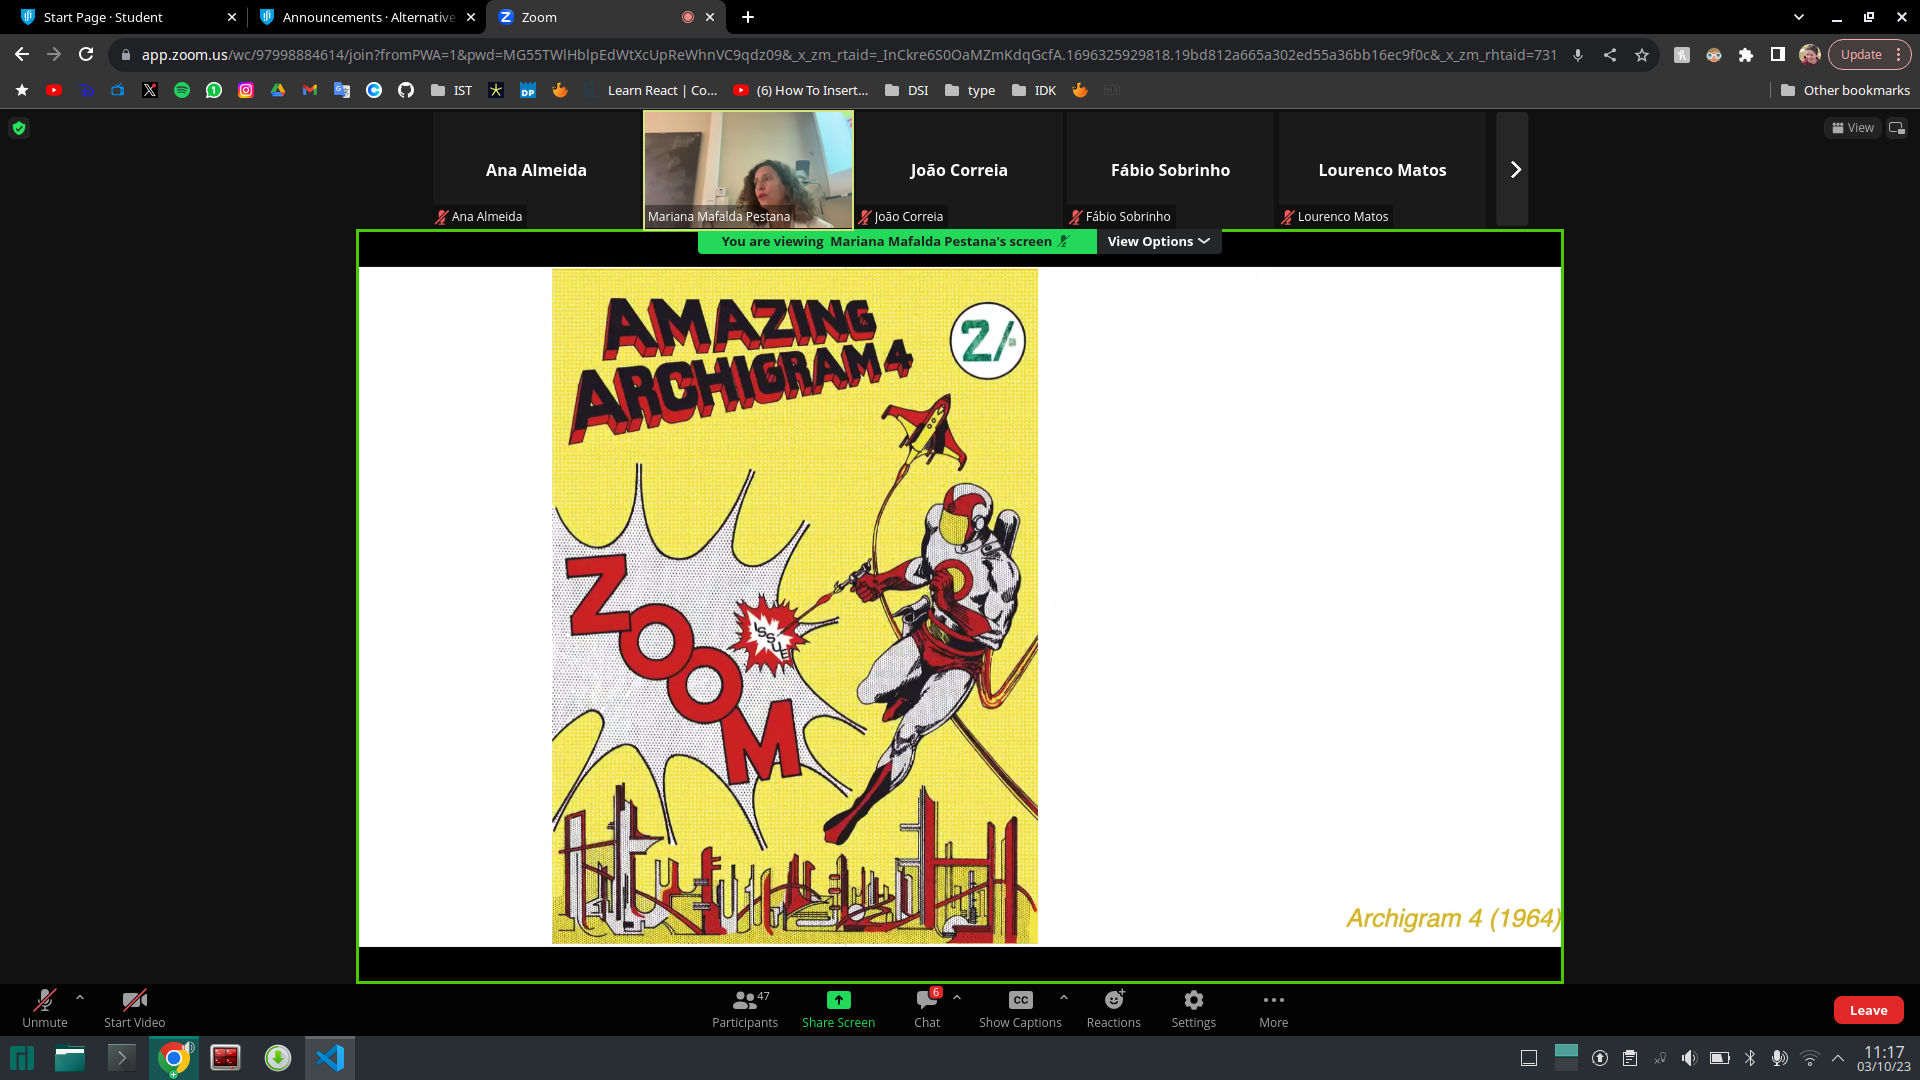 Start Page · Student
Announcements · Alternative
Zoom
app.zoom.us/wc/97998884614/join?fromPWA=1&pwd=MG55TWlHblpEdWtXcUpReWhnVC9qdz09&_x_zm_rtaid=_InCkre6S0OaMZmKdqGcfA.1696325929818.19bd812a665a302ed55a36bb16ec9f0c&_x_zm_rhtaid=731
Update
IST
DP
Learn React | Co...
(6) How To Insert...
DSI
type
IDK
Other bookmarks
View
Ana Almeida
João Correia
Fábio Sobrinho
Lourenco Matos
Ana Almeida
Mariana Mafalda Pestana
João Correia
Fábio Sobrinho
Lourenco Matos
You are viewing Mariana Mafalda Pestana's screen
View Options
AMAZING
ARCHIGRAM 4
2/-
ZOOM
ISSUE
Archigram 4 (1964)
Unmute
Start Video
Participants
47
Share Screen
Chat
6
Show Captions
Reactions
Settings
More
Leave
11:17
03/10/23